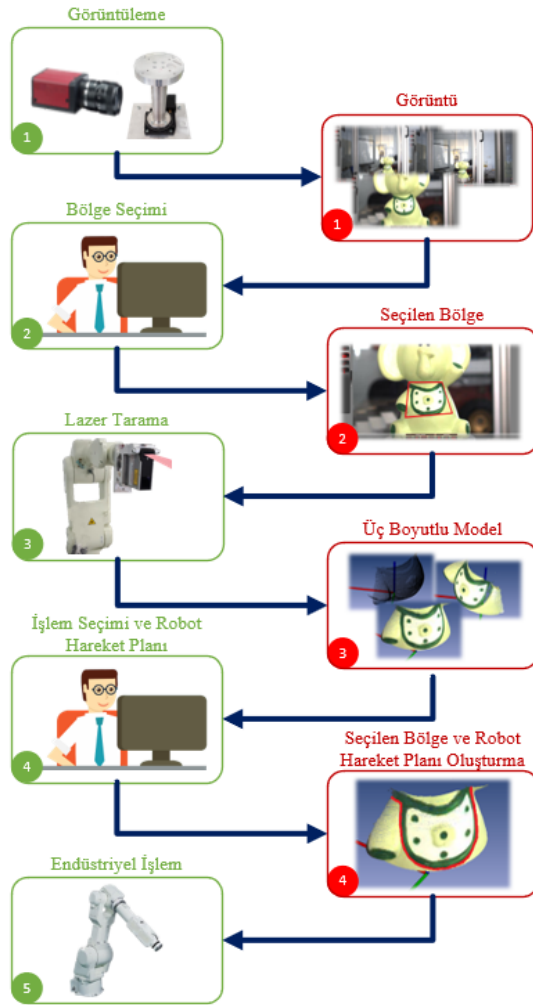 Görüntüleme
1
Görüntü
1
Bölge Seçimi
2
Seçilen Bölge
2
Lazer Tarama
3
Üç Boyutlu Model
3
İşlem Seçimi ve Robot
Hareket Planı
4
Seçilen Bölge ve Robot
Hareket Planı Oluşturma
4
Endüstriyel İşlem
5